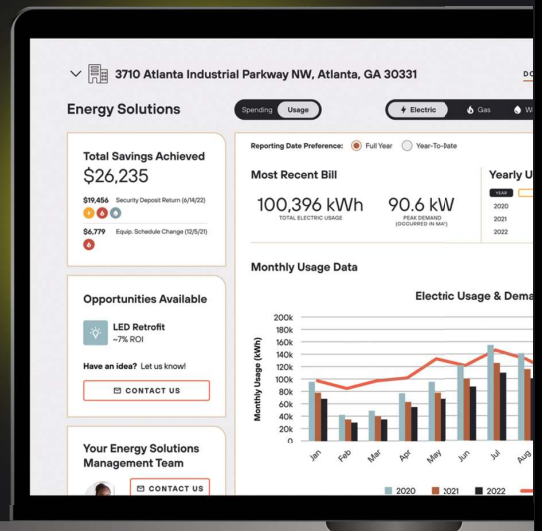 3710 Atlanta Industrial Parkway NW, Atlanta, GA 30331
Energy Solutions
Spending Usage
Electric Gas
Total Savings Achieved
$26,235
$19,456 Security Deposit Return (6/14/22)
$6,779 Equip. Schedule Change (12/5/21)
Opportunities Available
LED Retrofit
~7% ROI
Have an idea? Let us know!
CONTACT US
Your Energy Solutions
Management Team
CONTACT US
Reporting Date Preference: Full Year Year-To-Date
Most Recent Bill
100,396 kWh
TOTAL ELECTRIC USAGE
90.6 kW
PEAK DEMAND
Yearly U
YEAR
2020
2021
2022
Monthly Usage Data
Electric Usage & Dema
Monthly Usage (kWh)
200k
180k
160k
140k
120k
100k
80k
60k
40k
20k
0
Jan Feb Mar Apr May Jun Jul Aug
2020 2021 2022